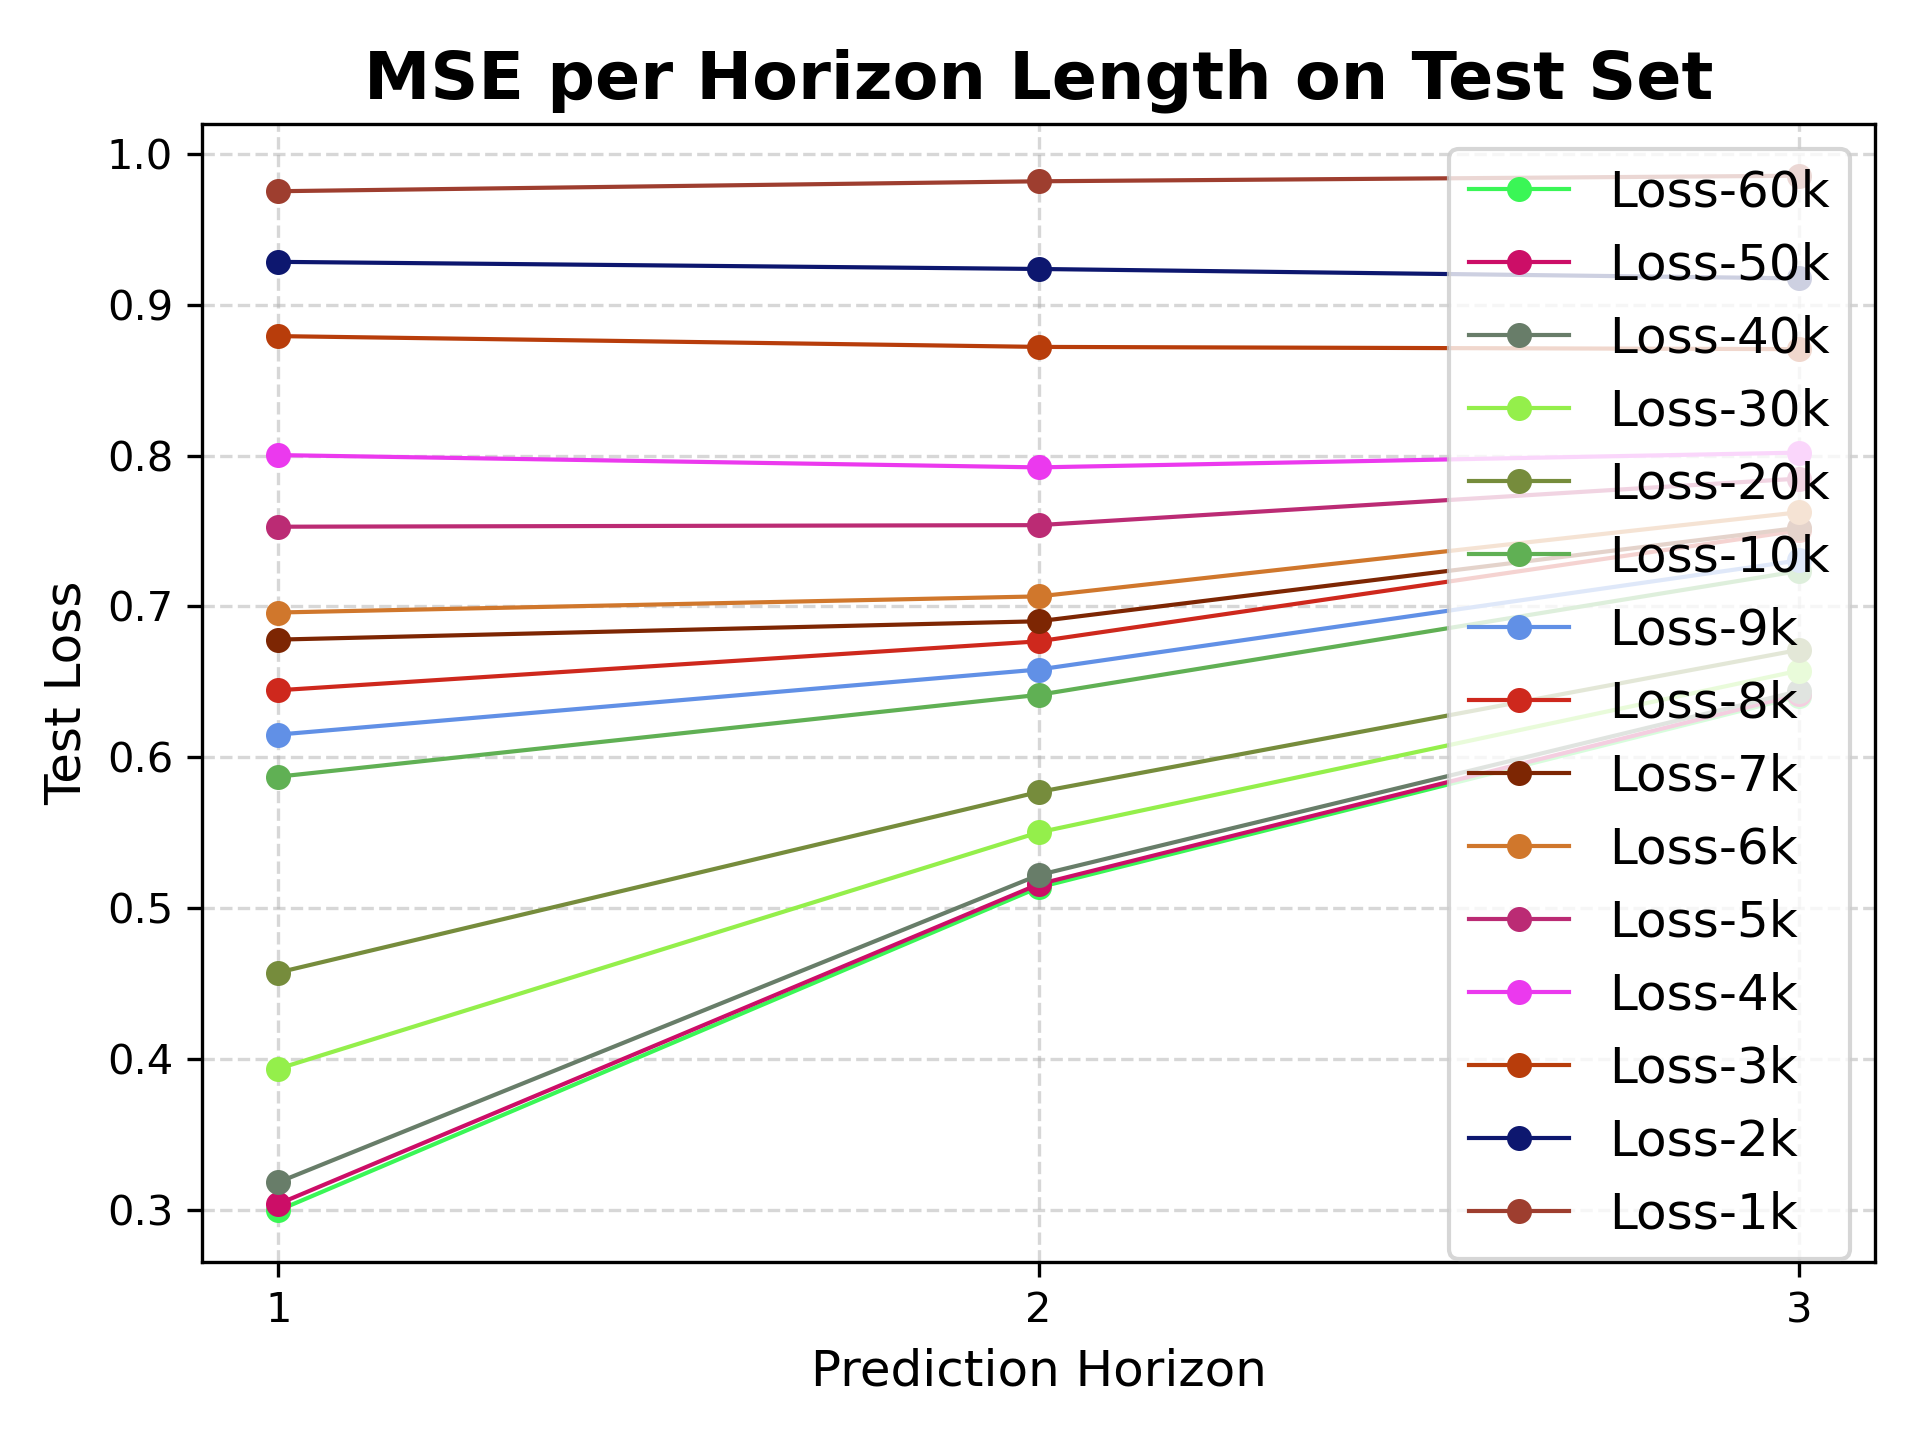 MSE per Horizon Length on Test Set
1.0
0.9
0.8
0.7
0.6
0.5
0.4
0.3
Test Loss
1
2
3
Prediction Horizon
Loss-60k
Loss-50k
Loss-40k
Loss-30k
Loss-20k
Loss-10k
Loss-9k
Loss-8k
Loss-7k
Loss-6k
Loss-5k
Loss-4k
Loss-3k
Loss-2k
Loss-1k